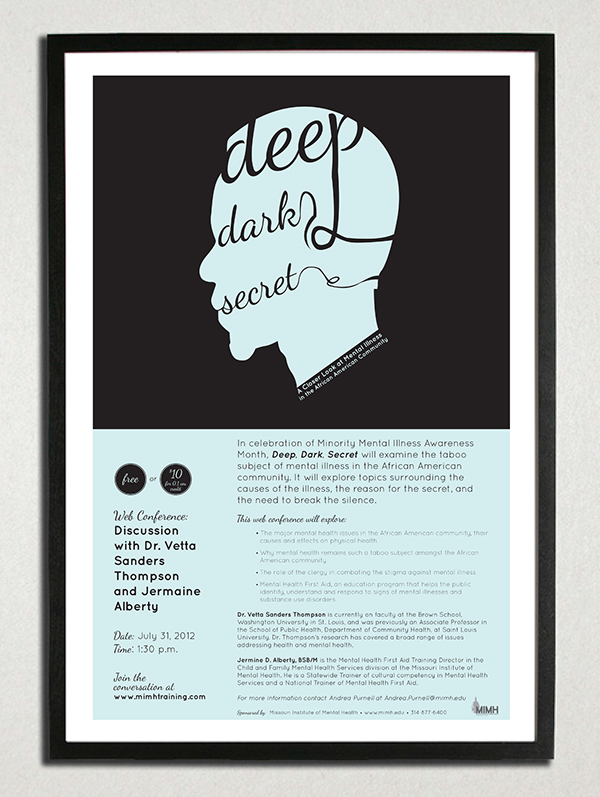 deep
dark
secret
A Closer Look at Mental Illness
in the African American Community
In celebration of Minority Mental Illness Awareness
Month, Deep, Dark, Secret will examine the taboo
subject of mental illness in the African American
community. It will explore topics surrounding the
causes of the illness, the reason for the secret, and
the need to break the silence.
free
or
$10
for 0.1 ceu
credit
Web Conference:
Discussion
with Dr. Vetta
Sanders
Thompson
and Jermaine
Alberty
Date: July 31, 2012
Time: 1:30 p.m.
Join the
conversation at
www.mimhtraining.com
This web conference will explore:
• The major mental health issues in the African American community, their
causes and effects on physical health
• Why mental health remains such a taboo subject amongst the African
American community
• The role of the clergy in combating the stigma against mental illness
• Mental Health First Aid, an education program that helps the public
identify, understand and respond to signs of mental illnesses and
substance use disorders
Dr. Vetta Sanders Thompson is currently on faculty at the Brown School,
Washington University in St. Louis, and was previously an Associate Professor in
the School of Public Health, Department of Community Health, at Saint Louis
University. Dr. Thompson's research has covered a broad range of issues
addressing health and mental health.
Jermine D. Alberty, BSB/M is the Mental Health First Aid Training Director in the
Child and Family Mental Health Services division at the Missouri Institute of
Mental Health. He is a Statewide Trainer of cultural competency in Mental Health
Services and a National Trainer of Mental Health First Aid.
For more information contact Andrea Purnell at Andrea.Purnell@mimh.edu
Sponsored by: Missouri Institute of Mental Health • www.mimh.edu • 314-877-6400
MIMH